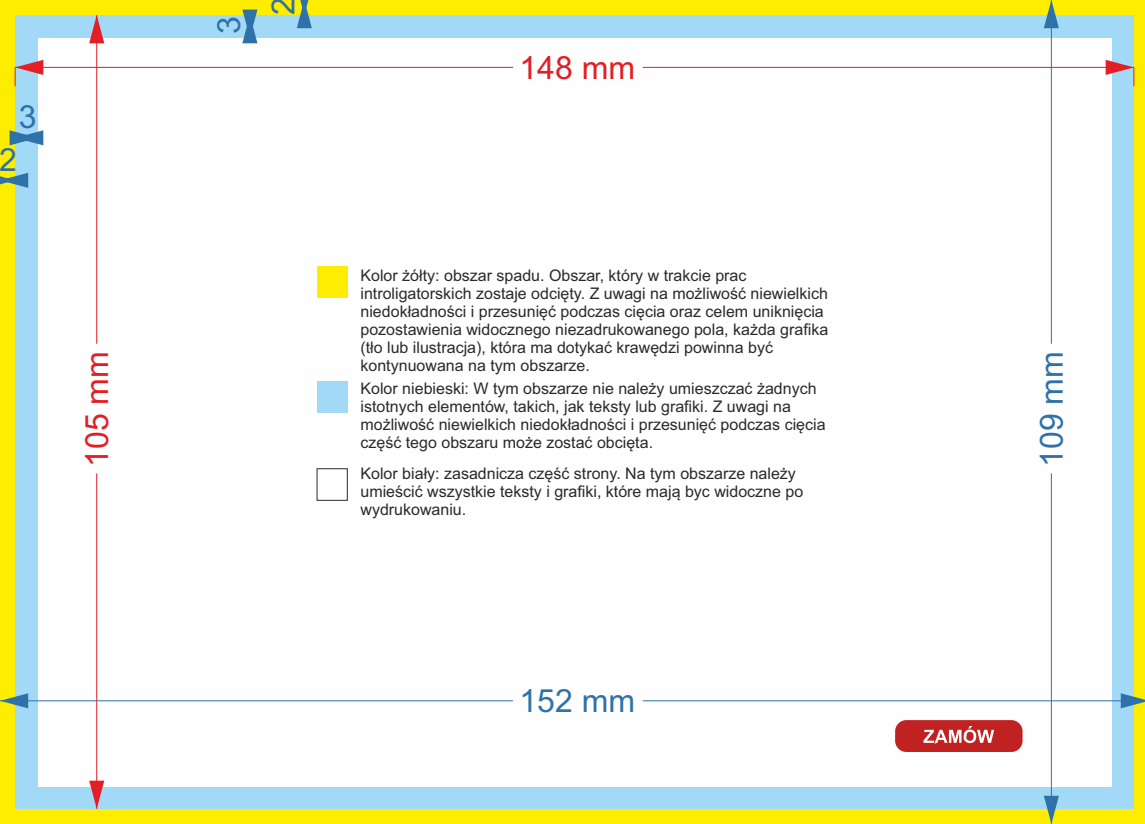 2
3
148 mm
3
2
Kolor żółty: obszar spadu. Obszar, który w trakcie prac
introligatorskich zostaje odcięty. Z uwagi na możliwość niewielkich
niedokładności i przesunięć podczas cięcia oraz celem uniknięcia
pozostawienia widocznego niezadrukowanego pola, każda grafika
(tło lub ilustracja), która ma dotykać krawędzi powinna być
kontynuowana na tym obszarze.
105 mm
109 mm
Kolor niebieski: W tym obszarze nie należy umieszczać żadnych
istotnych elementów, takich, jak teksty lub grafiki. Z uwagi na
możliwość niewielkich niedokładności i przesunięć podczas cięcia
część tego obszaru może zostać obcięta.
Kolor biały: zasadnicza część strony. Na tym obszarze należy
umieścić wszystkie teksty i grafiki, które mają byc widoczne po
wydrukowaniu.
152 mm
ZAMÓW